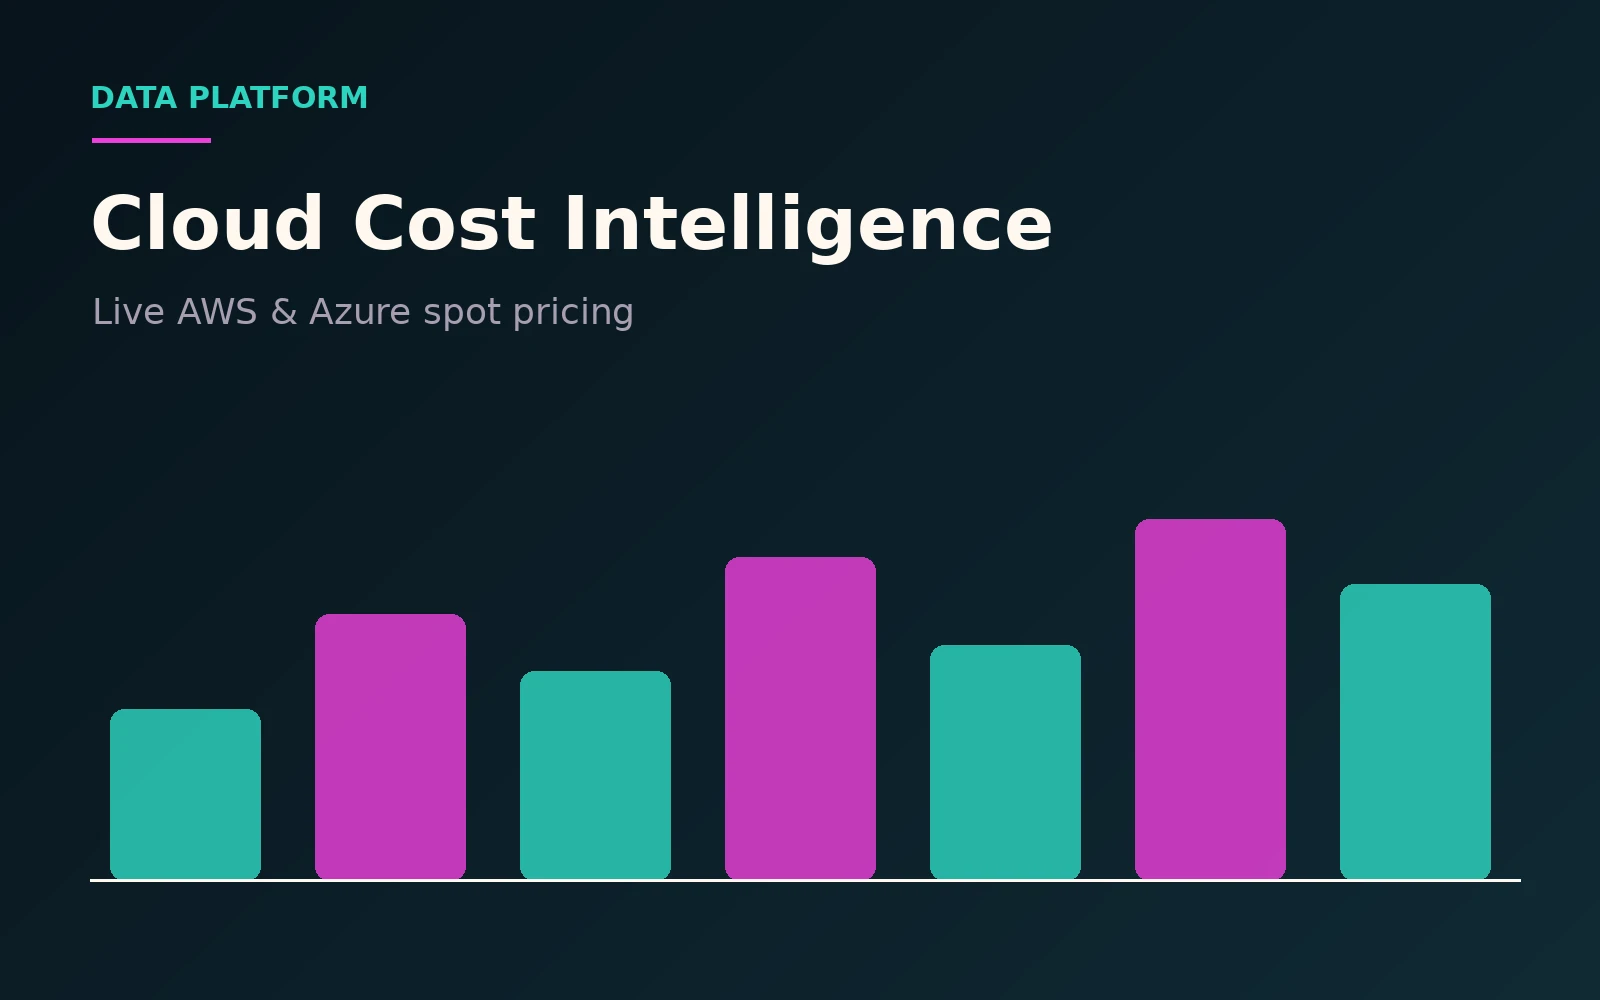 DATA PLATFORM
Cloud Cost Intelligence
Live AWS & Azure spot pricing